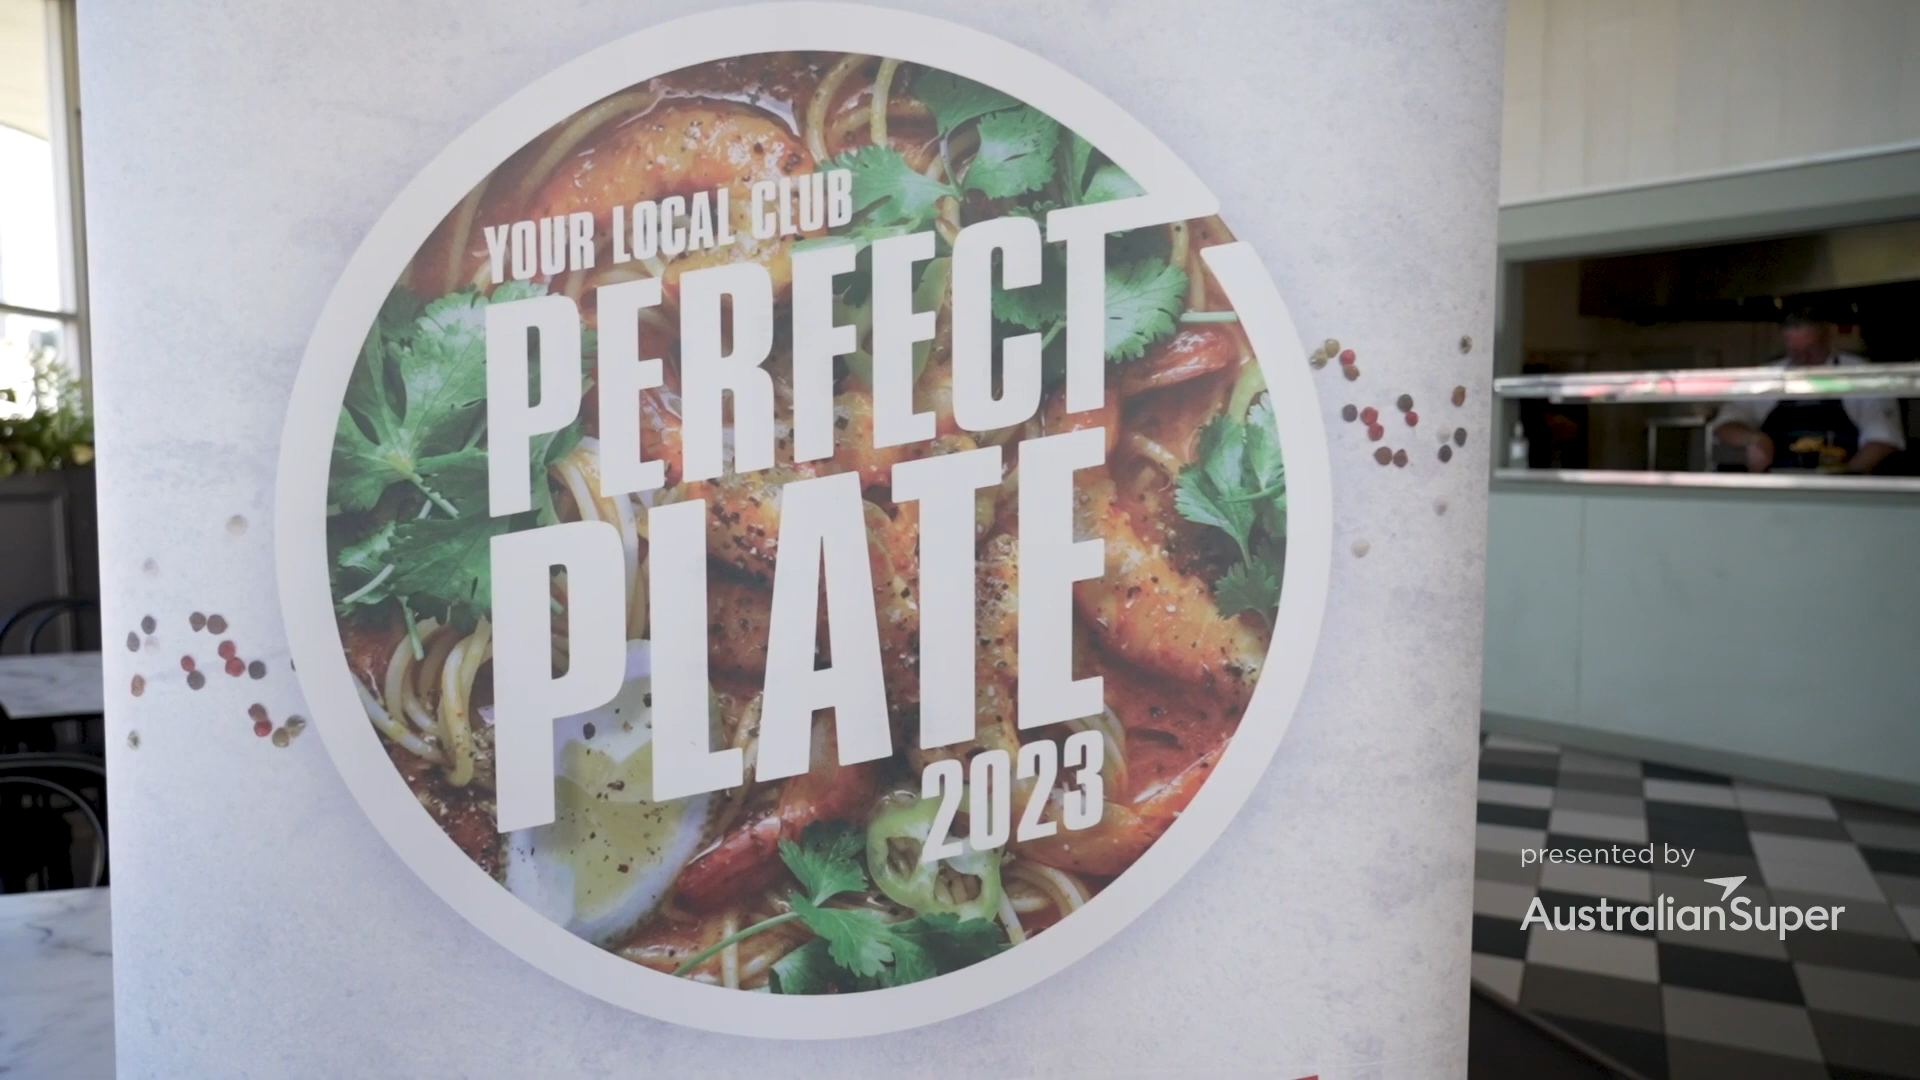 YOUR LOCAL CLUB
PERFECT
PLATE
2023
presented by
AustralianSuper